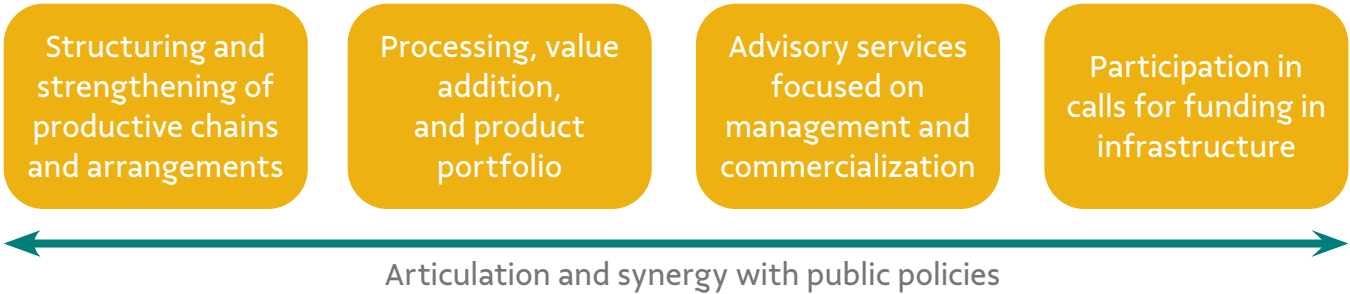 Structuring and
strengthening of
productive chains
and arrangements
Processing, value
addition,
and product
portfolio
Advisory services
focused on
management and
commercialization
Participation in
calls for funding in
infrastructure
Articulation and synergy with public policies